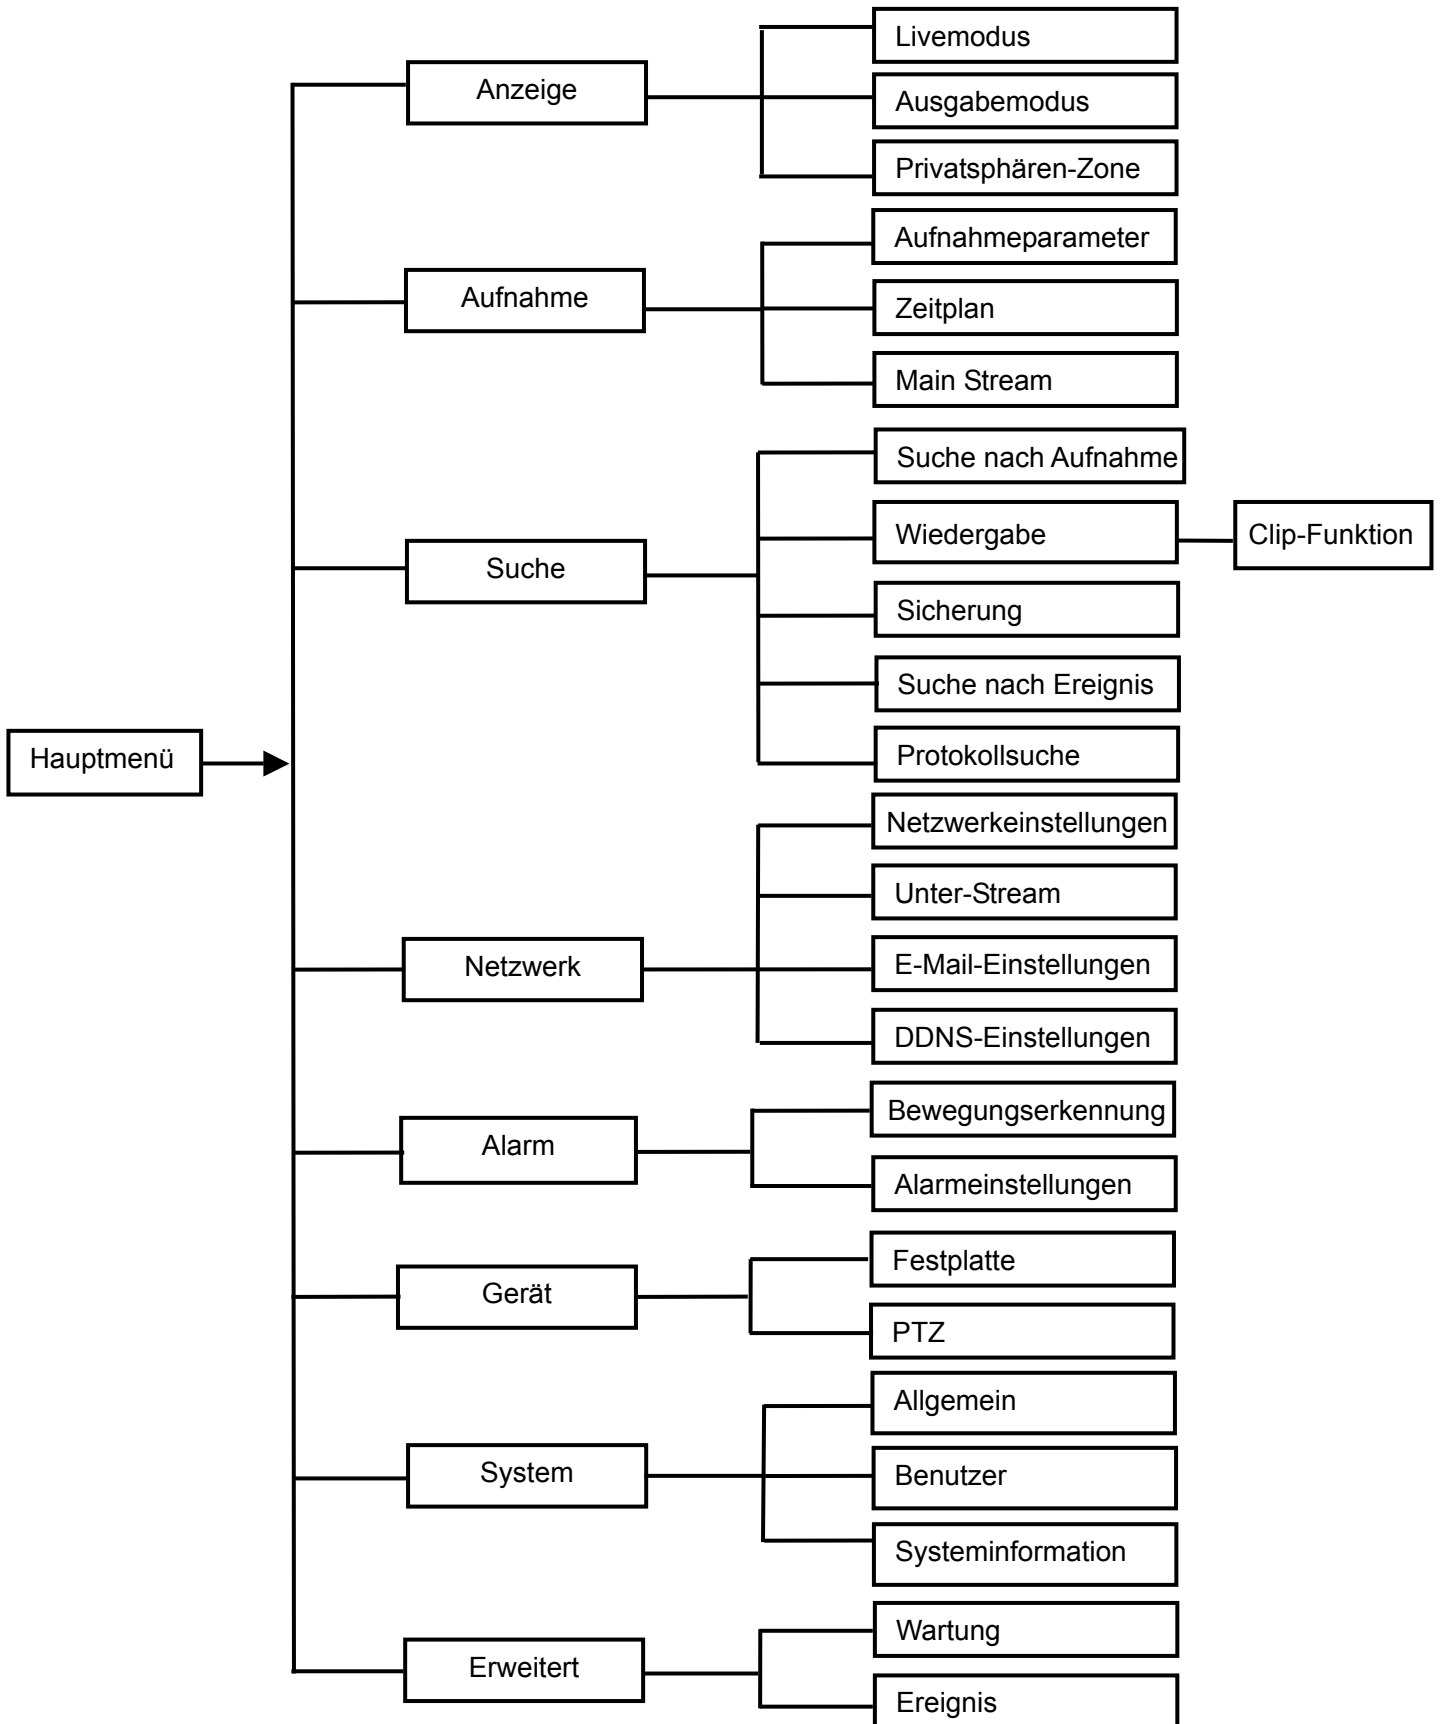 Hauptmenü
Anzeige
Livemodus
Ausgabemodus
Privatsphären-Zone
Aufnahme
Aufnahmeparameter
Zeitplan
Main Stream
Suche
Suche nach Aufnahme
Wiedergabe
Clip-Funktion
Sicherung
Suche nach Ereignis
Protokollsuche
Netzwerk
Netzwerkeinstellungen
Unter-Stream
E-Mail-Einstellungen
DDNS-Einstellungen
Alarm
Bewegungserkennung
Alarmeinstellungen
Gerät
Festplatte
PTZ
System
Allgemein
Benutzer
Systeminformation
Erweitert
Wartung
Ereignis